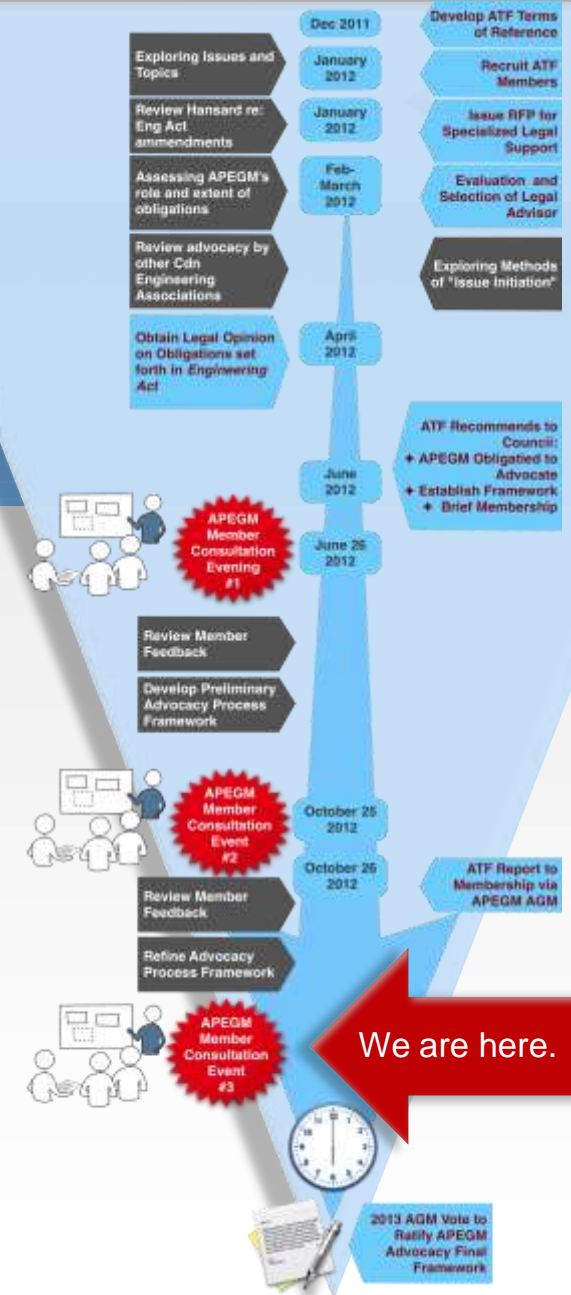 Dec 2011
Develop ATF Terms
of Reference
Exploring Issues and
Topics
January
2012
Recruit ATF
Members
Review Hansard re:
Eng Act
ammendments
January
2012
Issue RFP for
Specialized Legal
Support
Assessing APEGM's
role and extent of
obligations
Feb-
March
2012
Evaluation and
Selection of Legal
Advisor
Review advocacy by
other Cdn
Engineering
Associations
Exploring Methods
of "Issue Initiation"
Obtain Legal Opinion
on Obligations set
forth in Engineering
Act
April
2012
ATF Recommends to
Council:
+ APEGM Obligatied to
Advocate
+ Establish Framework
+ Brief Membership
June
2012
APEGM
Member
Consultation
Evening
#1
June 26
2012
Review Member
Feedback
Develop Preliminary
Advocacy Process
Framework
APEGM
Member
Consultation
Event
#2
October 25
2012
October 26
2012
ATF Report to
Membership via
APEGM AGM
Review Member
Feedback
Refine Advocacy
Process Framework
APEGM
Member
Consultation
Event
#3
We are here.
2013 AGM Vote to
Ratify APEGM
Advocacy Final
Framework